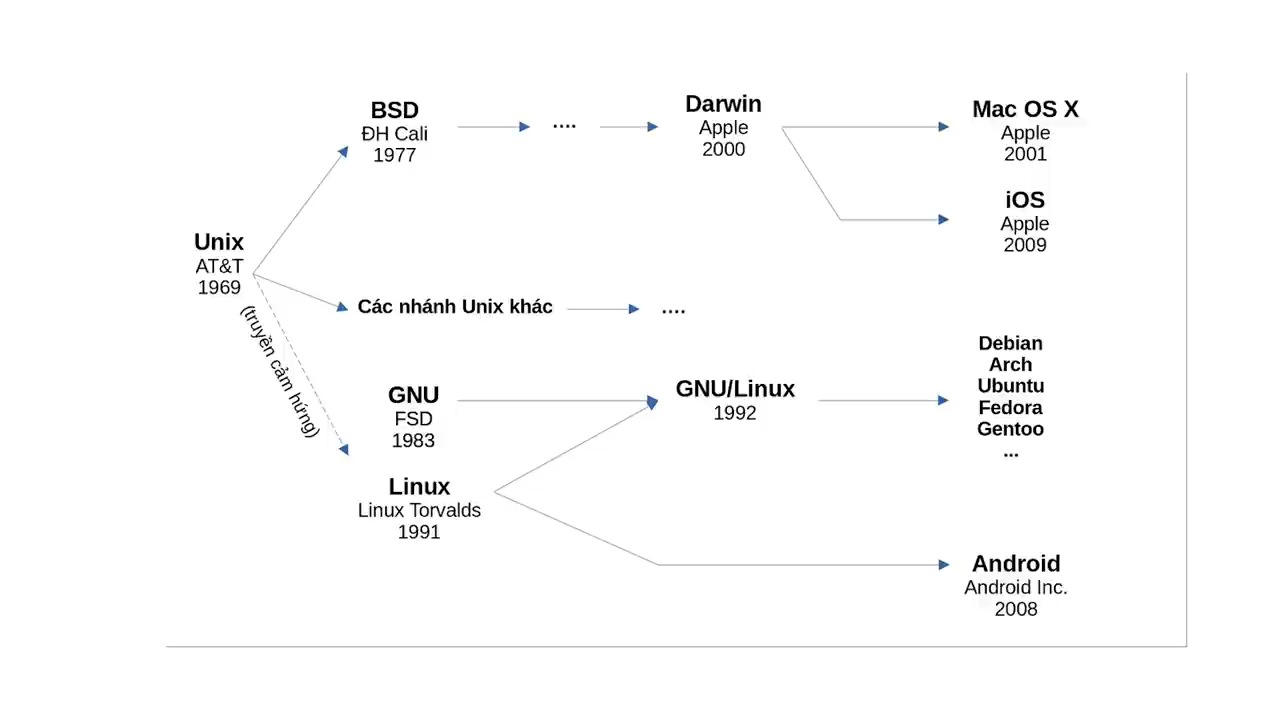 BSD
ĐH Cali
1977
....
Darwin
Apple
2000
Mac OS X
Apple
2001
iOS
Apple
2009
Unix
AT&T
1969
(truyền cảm hứng)
Các nhánh Unix khác
....
GNU
FSD
1983
GNU/Linux
1992
Debian
Arch
Ubuntu
Fedora
Gentoo
...
Linux
Linux Torvalds
1991
Android
Android Inc.
2008